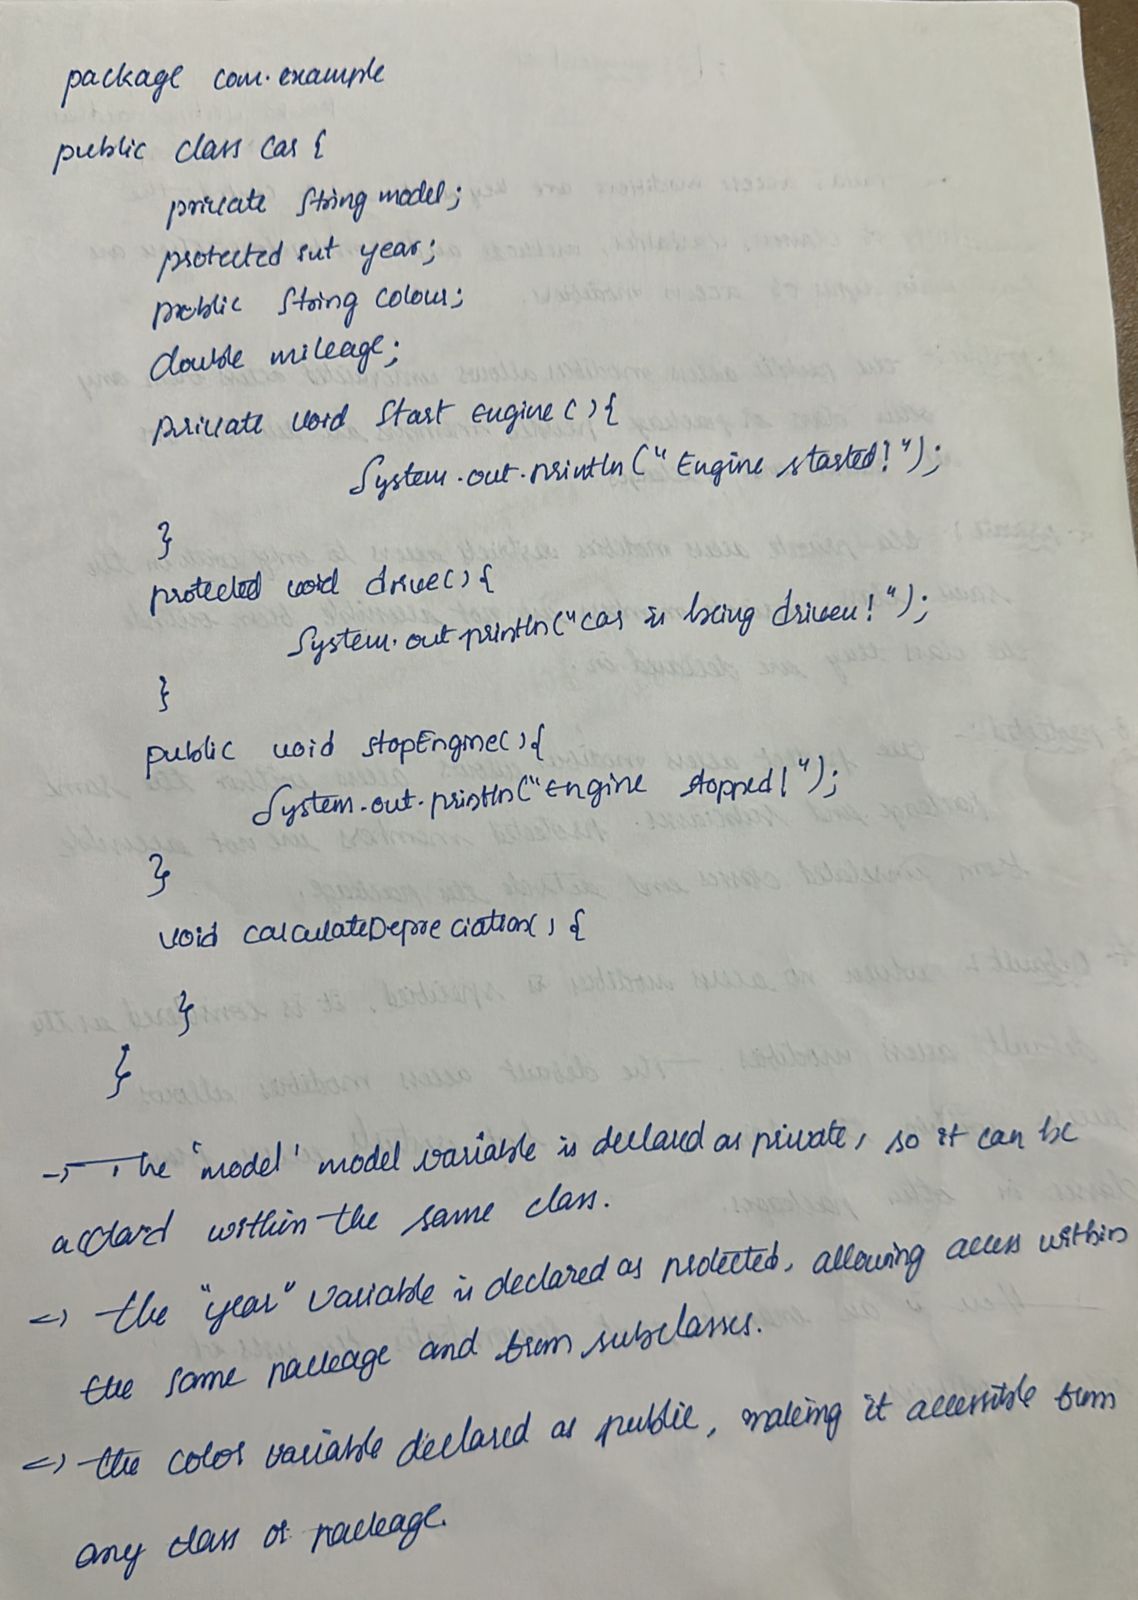 package com.example
public class Car {
private String model;
protected int year;
public String colour;
double mileage;
private void Start Engine(){
System.out.println("Engine started!");
}
protected void drive(){
System.out.println("Car is being driven!");
}
public void stopEngine(){
System.out.println("Engine stopped!");
}
void calculateDepreciation() {
}
}
-> The 'model' model variable is declared as private, so it can be
within the same class.
=> the "year" variable is declared as protected, allowing access within
the same package and from subclasses.
=> the color variable declared as public, making it accessible from
any class or package.